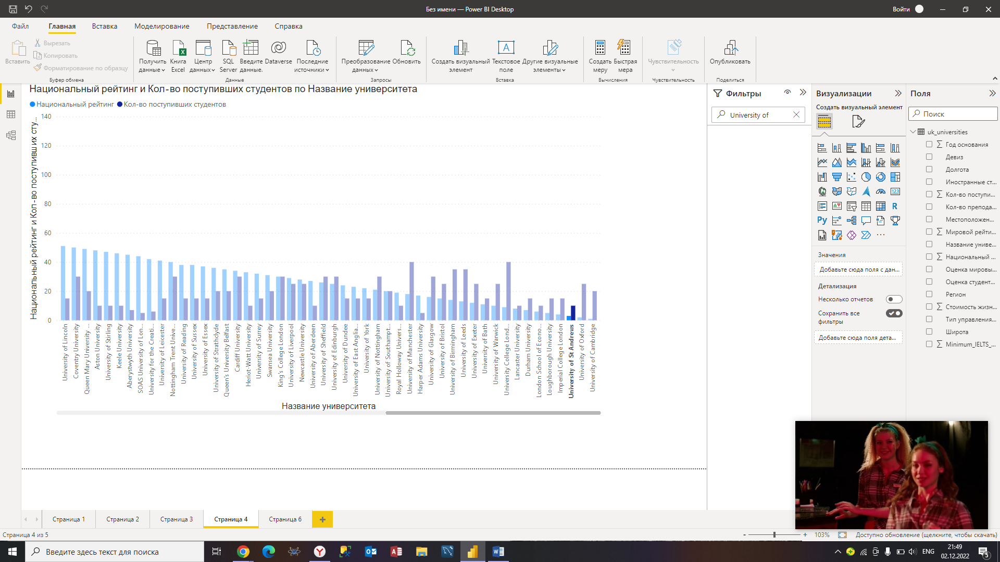 Без имени — Power BI Desktop
Войти
Файл
Главная
Вставка
Моделирование
Представление
Справка
Вставить
Вырезать
Копировать
Форматирование по образцу
Буфер обмена
Получить данные
Книга Excel
Центр данных
SQL Server
Введите данные.
Dataverse
Последние источники
Данные
Преобразование данных
Обновить
Запросы
Создать визуальный элемент
Текстовое поле
Другие визуальные элементы
Вставка
Создать меру
Быстрая мера
Вычисления
Чувствительность
Чувствительность
Опубликовать
Поделиться
Национальный рейтинг и Кол-во поступивших студентов по Название университета
Национальный рейтинг
Кол-во поступивших студентов
Национальный рейтинг и Кол-во поступивших сту...
140
120
100
80
60
40
20
0
University of Lincoln
Coventry University
Queen Mary University ...
Aston University
University of Stirling
Keele University
Aberystwyth University
SOAS University of Lon...
University for the Creati...
University of Leicester
Nottingham Trent Unive...
University of Reading
University of Sussex
University of Essex
University of Strathclyde
Queen's University Belfast
Cardiff University
Heriot-Watt University
University of Surrey
Swansea University
King's College London
University of Liverpool
Newcastle University
University of Aberdeen
University of Sheffield
University of Edinburgh
University of Dundee
University of East Anglia...
University of York
University of Nottingham
University of Southampt...
Royal Holloway Univers...
University of Manchester
Harper Adams University
University of Glasgow
University of Bristol
University of Birmingham
University of Leeds
University of Exeter
University of Bath
University of Warwick
University College Lond...
Lancaster University
Durham University
London School of Econo...
Loughborough University
Imperial College London
University of St Andrews
University of Oxford
University of Cambridge
Название университета
Фильтры
University of
Визуализации
Создать визуальный элемент
123
R
Py
Значения
Добавьте сюда поля с дан...
Детализация
Несколько отчетов
Сохранить все фильтры
Добавьте сюда поля дета...
Поля
Поиск
uk_universities
Год основания
Девиз
Долгота
Иностранные ст...
Кол-во поступи...
Кол-во препода...
Местоположен...
Мировой рейти...
Название униве...
Национальный ...
Оценка мировы...
Оценка студент...
Регион
Стоимость жизн...
Тип управления...
Широта
Minimum_IELTS_...
Страница 1
Страница 2
Страница 3
Страница 4
Страница 6
Страница 4 из 5
103%
Доступно обновление (щелкните, чтобы скачать)
Введите здесь текст для поиска
ENG
21:49
02.12.2022
5